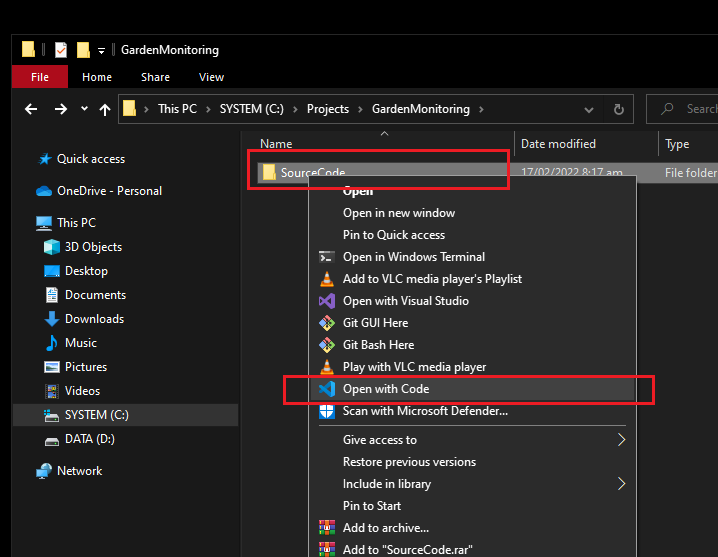 GardenMonitoring
File Home Share View
This PC SYSTEM (C:) Projects GardenMonitoring
Search
Name Date modified Type
SourceCode 17/02/2022 8:17 am File folder
Quick access
OneDrive - Personal
This PC
3D Objects
Desktop
Documents
Downloads
Music
Pictures
Videos
SYSTEM (C:)
DATA (D:)
Network
Open
Open in new window
Pin to Quick access
Open in Windows Terminal
Add to VLC media player's Playlist
Open with Visual Studio
Git GUI Here
Git Bash Here
Play with VLC media player
Open with Code
Scan with Microsoft Defender...
Give access to
Restore previous versions
Include in library
Pin to Start
Add to archive...
Add to "SourceCode.rar"